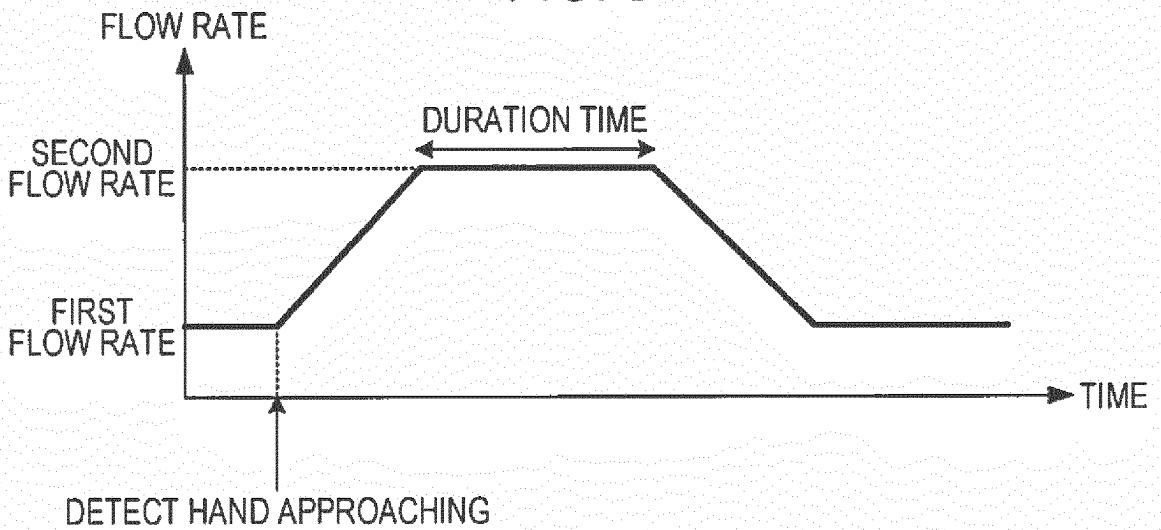 FLOW RATE
DURATION TIME
SECOND
FLOW RATE
FIRST
FLOW RATE
TIME
DETECT HAND APPROACHING